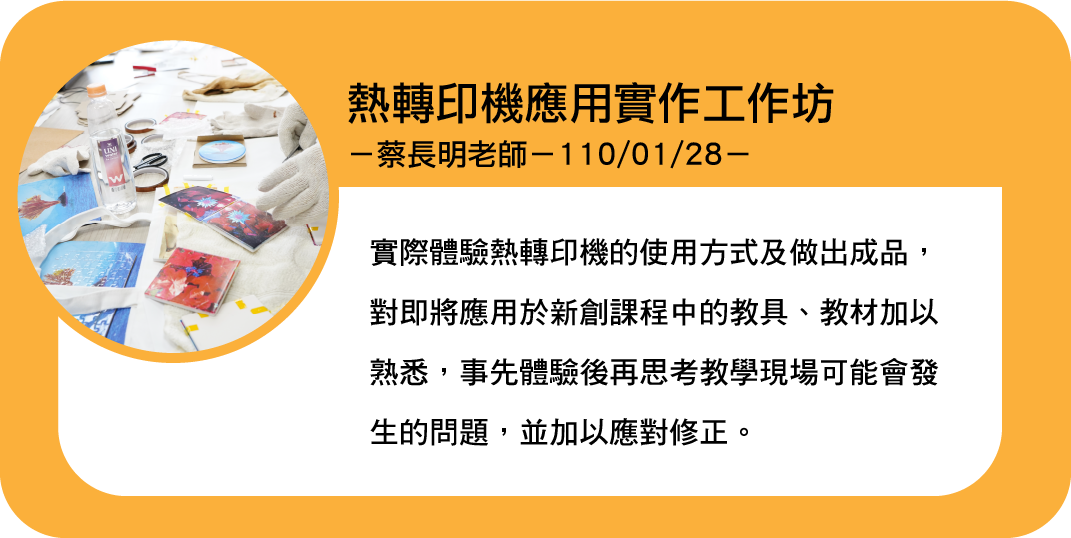 熱轉印機應用實作工作坊
－蔡長明老師－110/01/28－
實際體驗熱轉印機的使用方式及做出成品，
對即將應用於新創課程中的教具、教材加以
熟悉，事先體驗後再思考教學現場可能會發
生的問題，並加以應對修正。